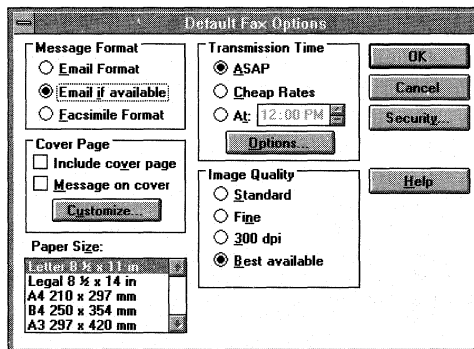 Default Fax Options
Message Format
Email Format
Email if available
Facsimile Format
Cover Page
Include cover page
Message on cover
Customize...
Paper Size:
Letter 8 ½ x 11 in
Legal 8 ½ x 14 in
A4 210 x 297 mm
B4 250 x 354 mm
A3 297 x 420 mm
Transmission Time
ASAP
Cheap Rates
At: 12:00 PM
Options...
Image Quality
Standard
Fine
300 dpi
Best available
OK
Cancel
Security...
Help